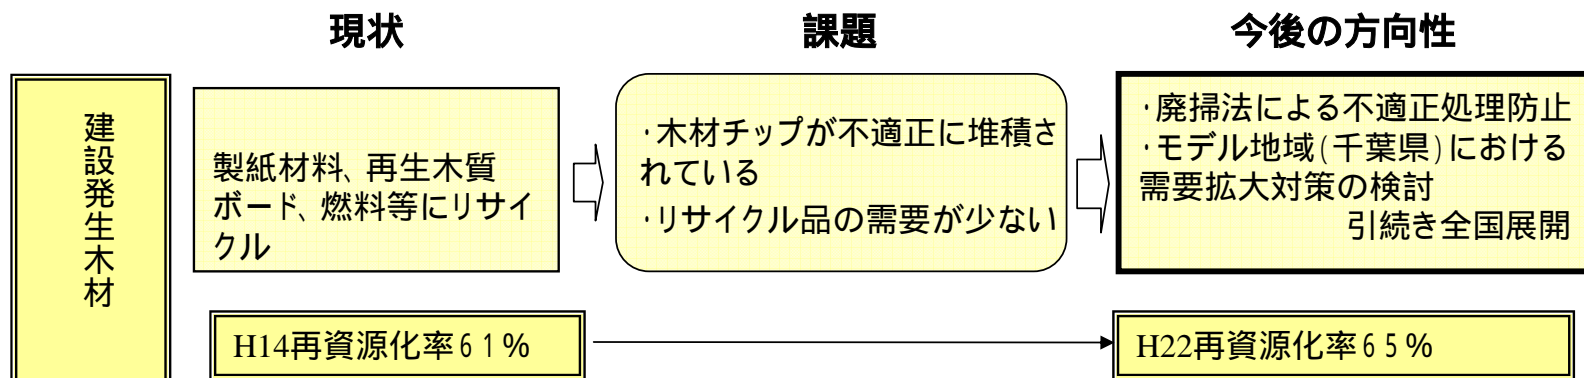 現状
課題
今後の方向性
建設発生木材
製紙材料、再生木質
ボード、燃料等にリサイ
クル
・木材チップが不適正に堆積さ
れている
・リサイクル品の需要が少ない
・廃掃法による不適正処理防止
・モデル地域(千葉県)における
需要拡大対策の検討
引続き全国展開
H14再資源化率61%
H22再資源化率65%